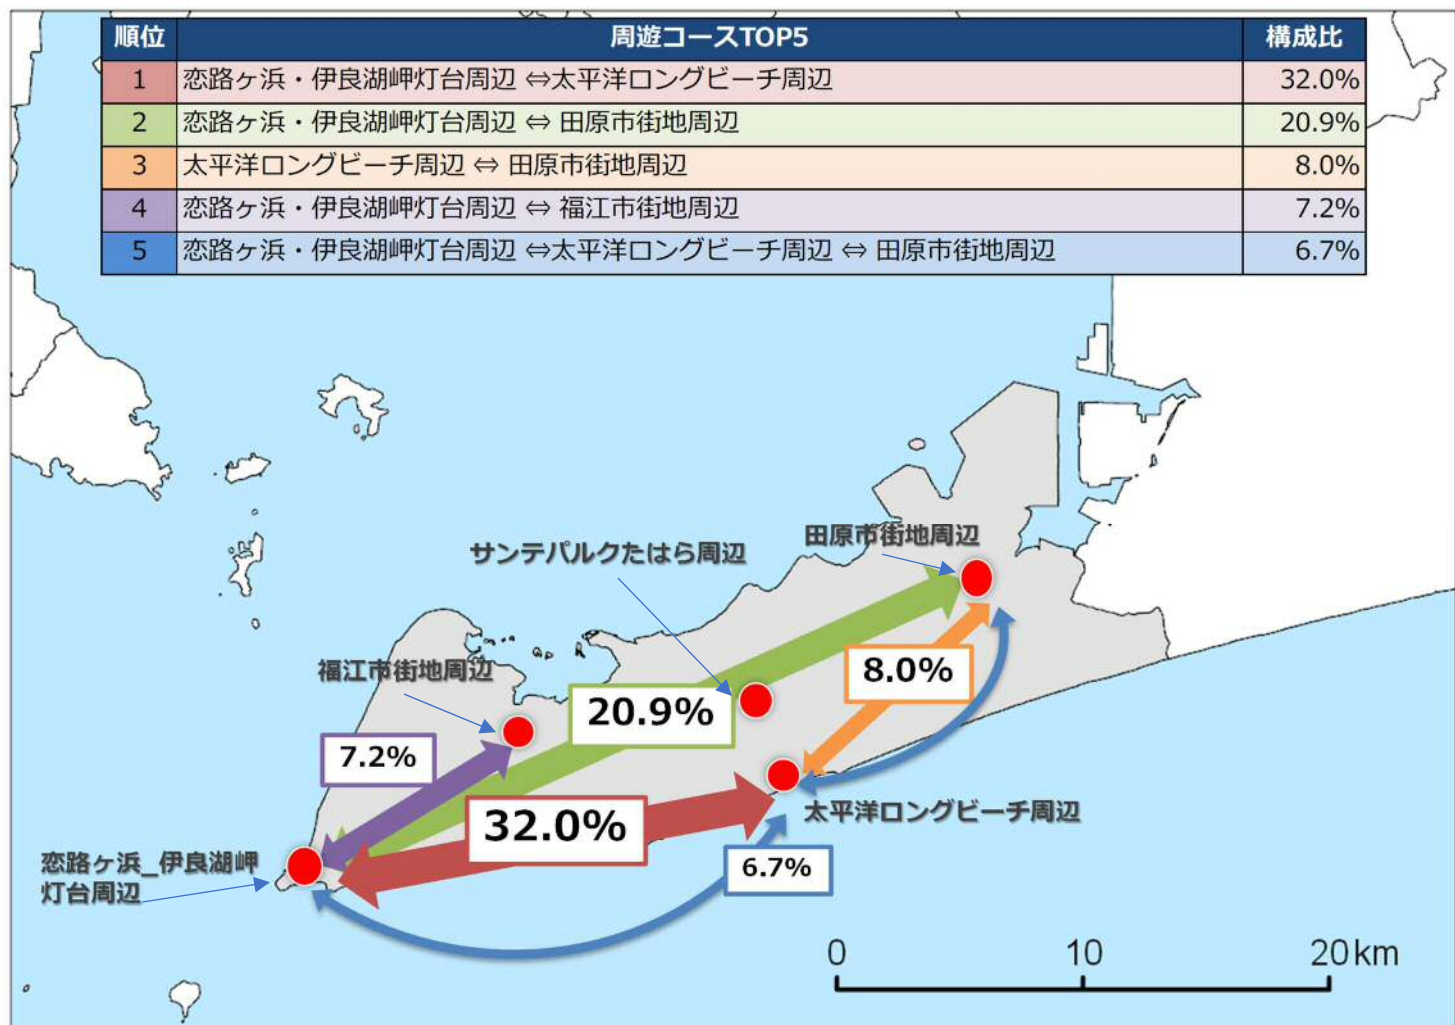 順位 周遊コースTOP5 構成比
1 恋路ヶ浜・伊良湖岬灯台周辺 ⇔太平洋ロングビーチ周辺 32.0%
2 恋路ヶ浜・伊良湖岬灯台周辺 ⇔ 田原市街地周辺 20.9%
3 太平洋ロングビーチ周辺 ⇔ 田原市街地周辺 8.0%
4 恋路ヶ浜・伊良湖岬灯台周辺 ⇔ 福江市街地周辺 7.2%
5 恋路ヶ浜・伊良湖岬灯台周辺 ⇔太平洋ロングビーチ周辺 ⇔ 田原市街地周辺 6.7%
田原市街地周辺
サンテパルクたはら周辺
福江市街地周辺
8.0%
20.9%
7.2%
32.0%
太平洋ロングビーチ周辺
恋路ヶ浜_伊良湖岬
灯台周辺
6.7%
0 10 20km